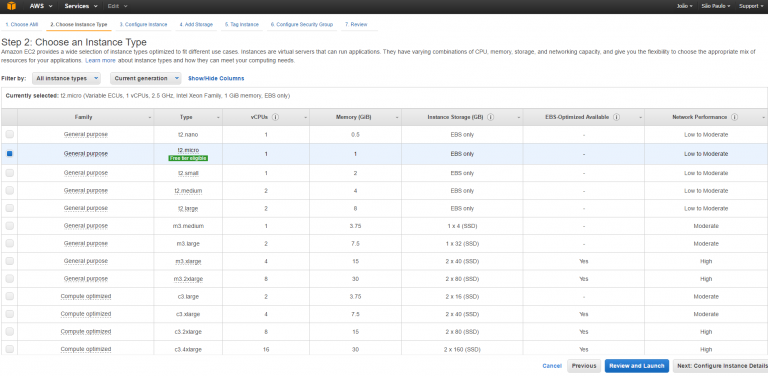 AWS Services Edit João São Paulo Support
1. Choose AMI 2. Choose Instance Type 3. Configure Instance 4. Add Storage 5. Tag Instance 6. Configure Security Group 7. Review
Step 2: Choose an Instance Type
Amazon EC2 provides a wide selection of instance types optimized to fit different use cases. Instances are virtual servers that can run applications. They have varying combinations of CPU, memory, storage, and networking capacity, and give you the flexibility to choose the appropriate mix of
resources for your applications. Learn more about instance types and how they can meet your computing needs.
Filter by: All instance types Current generation Show/Hide Columns
Currently selected: t2.micro (Variable ECUs, 1 vCPUs, 2.5 GHz, Intel Xeon Family, 1 GiB memory, EBS only)
Family Type vCPUs Memory (GiB) Instance Storage (GB) EBS-Optimized Available Network Performance
General purpose t2.nano 1 0.5 EBS only - Low to Moderate
General purpose t2.micro 1 1 EBS only - Low to Moderate
Free tier eligible
General purpose t2.small 1 2 EBS only - Low to Moderate
General purpose t2.medium 2 4 EBS only - Low to Moderate
General purpose t2.large 2 8 EBS only - Low to Moderate
General purpose m3.medium 1 3.75 1 x 4 (SSD) - Moderate
General purpose m3.large 2 7.5 1 x 32 (SSD) - Moderate
General purpose m3.xlarge 4 15 2 x 40 (SSD) Yes High
General purpose m3.2xlarge 8 30 2 x 80 (SSD) Yes High
Compute optimized c3.large 2 3.75 2 x 16 (SSD) - Moderate
Compute optimized c3.xlarge 4 7.5 2 x 40 (SSD) Yes Moderate
Compute optimized c3.2xlarge 8 15 2 x 80 (SSD) Yes High
Compute optimized c3.4xlarge 16 30 2 x 160 (SSD) Yes High
Cancel Previous Review and Launch Next: Configure Instance Details